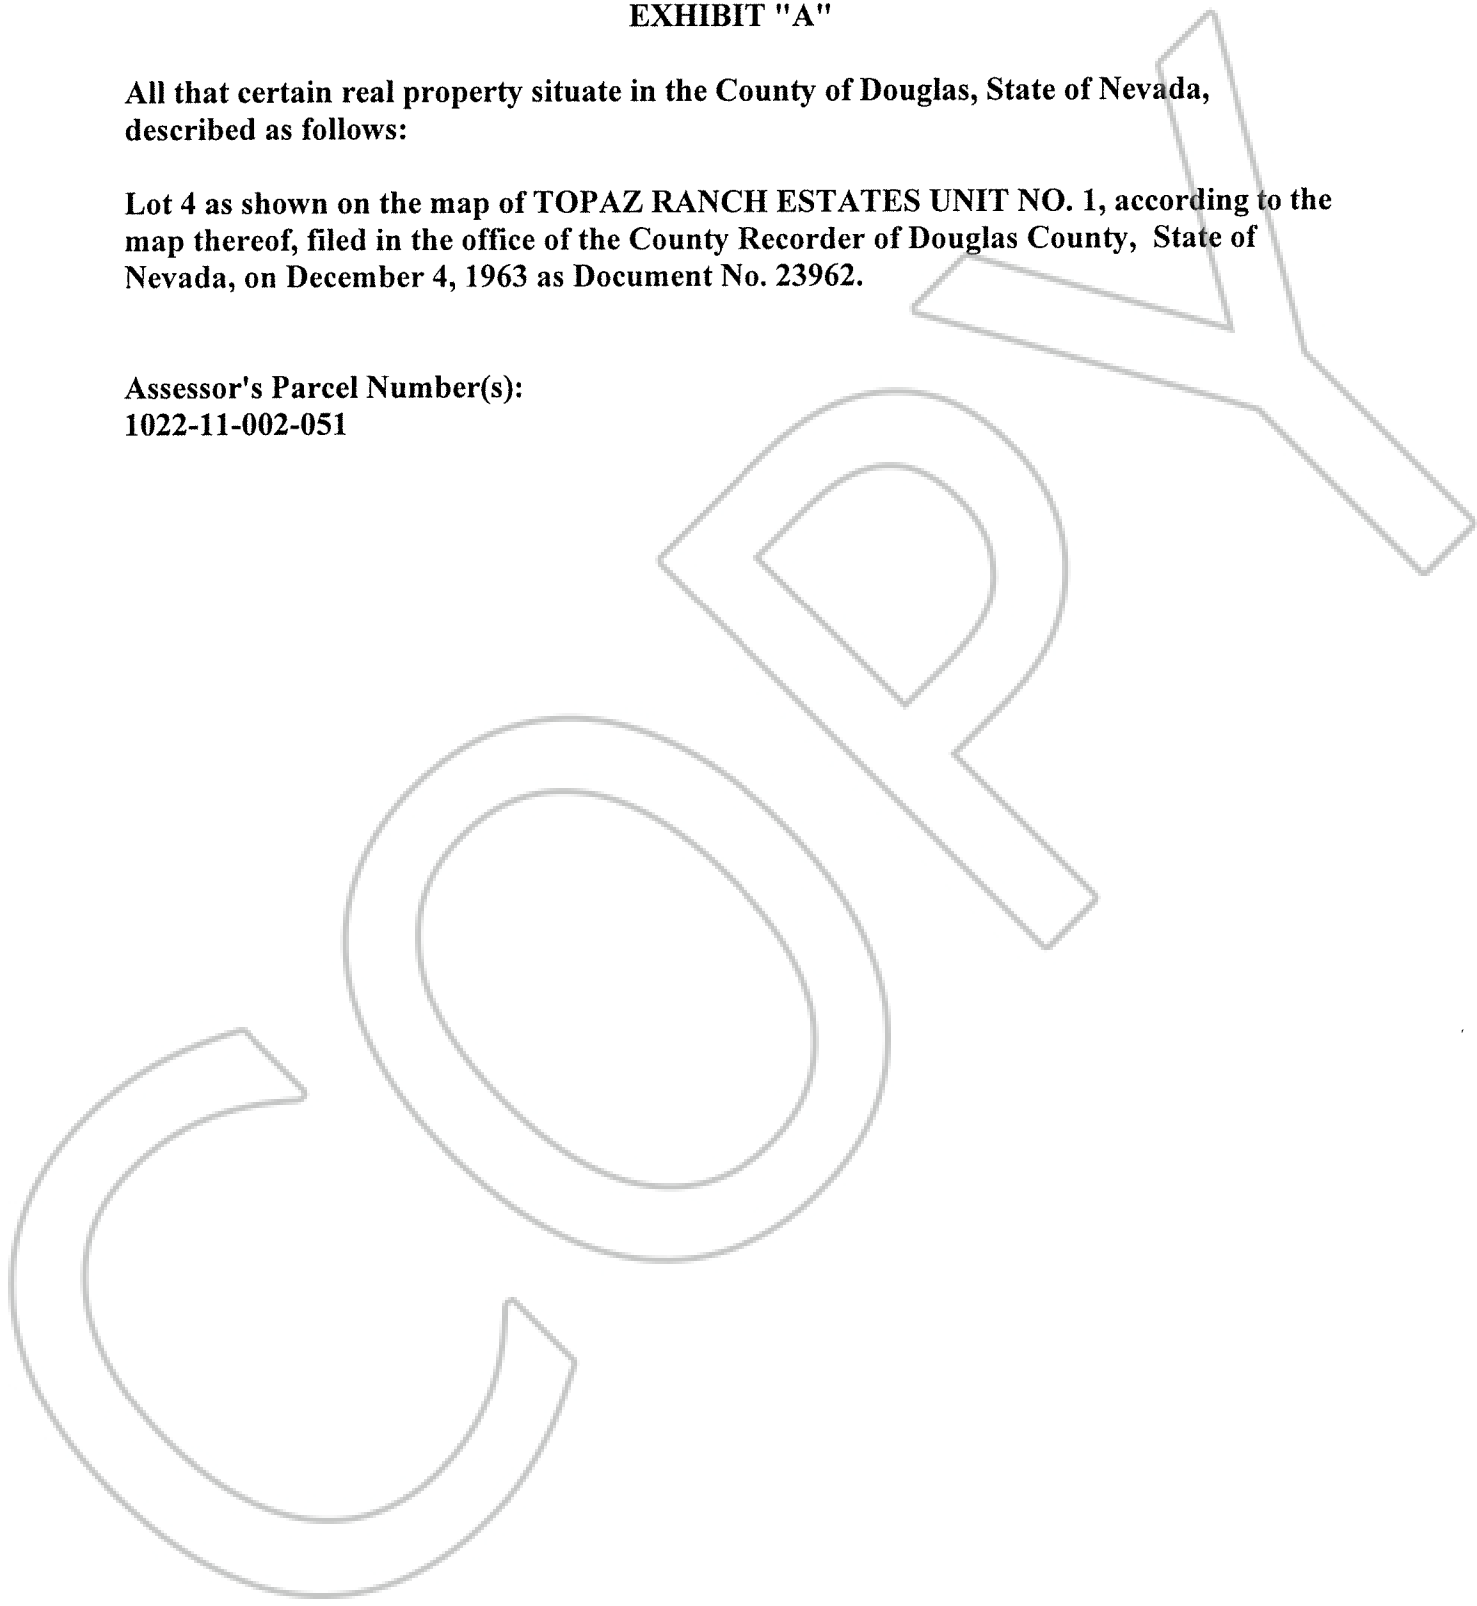 EXHIBIT "A"
All that certain real property situate in the County of Douglas, State of Nevada,
described as follows:
Lot 4 as shown on the map of TOPAZ RANCH ESTATES UNIT NO. 1, according to the
map thereof, filed in the office of the County Recorder of Douglas County, State of
Nevada, on December 4, 1963 as Document No. 23962.
Assessor's Parcel Number(s):
1022-11-002-051
COPY